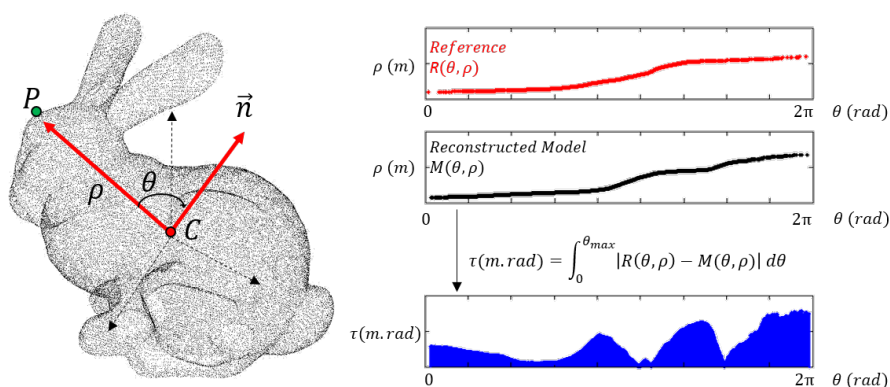 P
n⃗
θ
ρ
C
Reference
R(θ,ρ)
ρ (m)
0
2π
θ (rad)
Reconstructed Model
M(θ,ρ)
ρ (m)
0
2π
θ (rad)
τ(m.rad) = ∫₀^θmax |R(θ,ρ) − M(θ,ρ)| dθ
τ(m.rad)
0
2π
θ (rad)